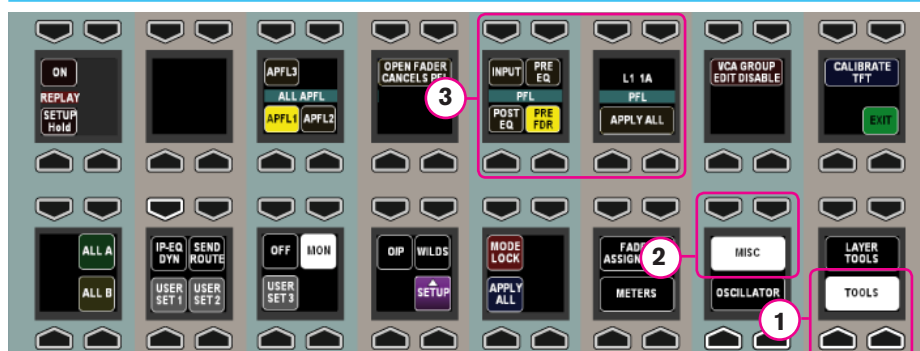 ON
REPLAY
SETUP
Hold
APFL3
ALL APFL
APFL1 APFL2
OPEN FADER
CANCELS PFL
3
INPUT PRE EQ
PFL
POST EQ PRE FDR
L1 1A
PFL
APPLY ALL
VCA GROUP
EDIT DISABLE
CALIBRATE
TFT
EXIT
ALL A
ALL B
IP-EQ DYN SEND ROUTE
USER SET 1 USER SET 2
OFF MON
USER
SET 3
OIP WILDS
SETUP
MODE
LOCK
APPLY
ALL
2
MISC
METERS
OSCILLATOR
LAYER
TOOLS
TOOLS
1